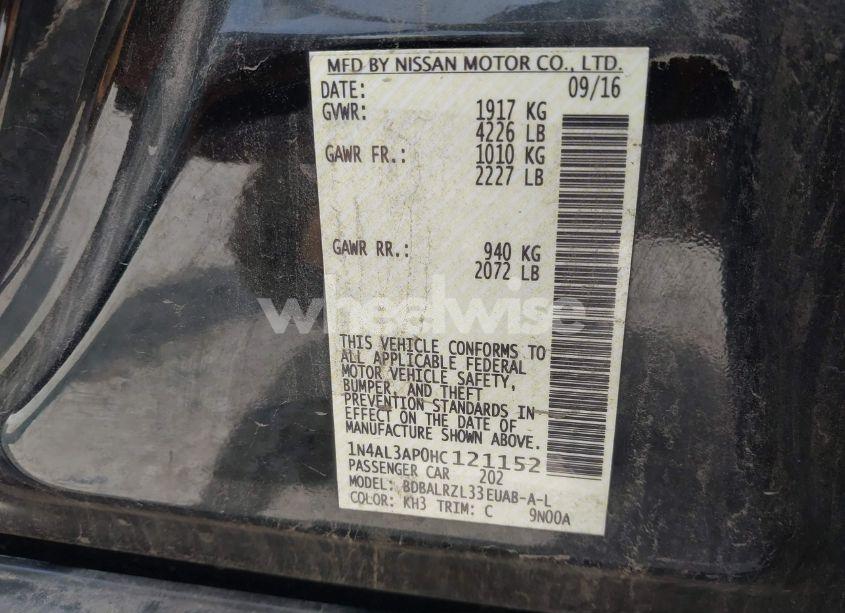 MFD BY NISSAN MOTOR CO., LTD.
DATE: 09/16
GVWR: 1917 KG
4226 LB
GAWR FR.: 1010 KG
2227 LB
GAWR RR.: 940 KG
2072 LB
wheelwise
THIS VEHICLE CONFORMS TO
ALL APPLICABLE FEDERAL
MOTOR VEHICLE SAFETY,
BUMPER, AND THEFT
PREVENTION STANDARDS IN
EFFECT ON THE DATE OF
MANUFACTURE SHOWN ABOVE.
1N4AL3AP0HC121152
PASSENGER CAR 202
MODEL: BDBALRZL33EUAB-A-L
COLOR: KH3 TRIM: C 9N00A